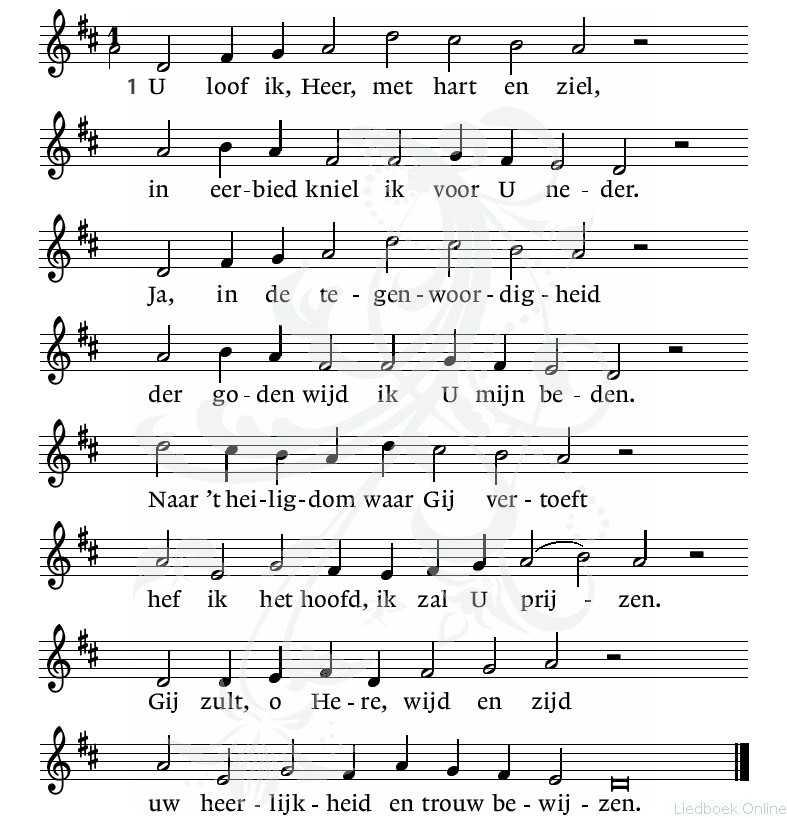 1 U loof ik, Heer, met hart en ziel,
in eer-bied kniel ik voor U ne - der.
Ja, in de te - gen-woor-dig-heid
der go-den wijd ik U mijn be-den.
Naar 't hei-lig-dom waar Gij ver-toeft
hef ik het hoofd, ik zal U prij - zen.
Gij zult, o He-re, wijd en zijd
uw heer-lijk-heid en trouw be-wij-zen.
Liedboek Online